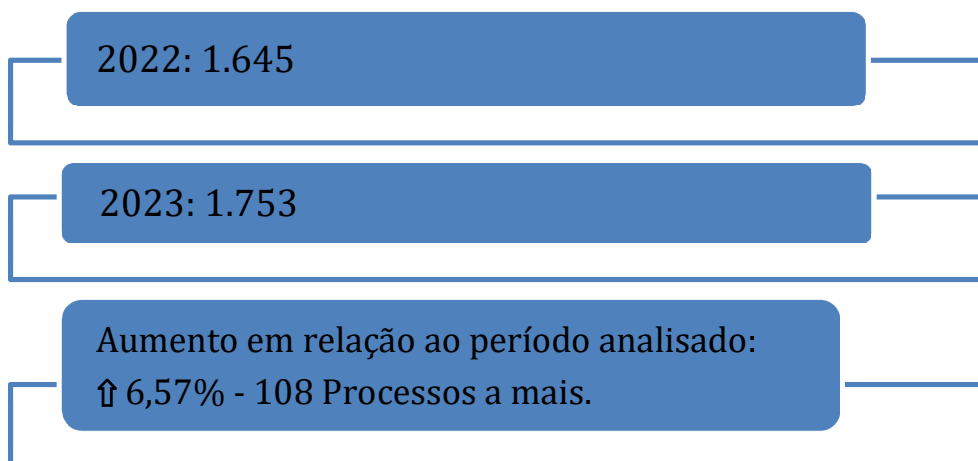 2022: 1.645
2023: 1.753
Aumento em relação ao período analisado:
⇧ 6,57% - 108 Processos a mais.